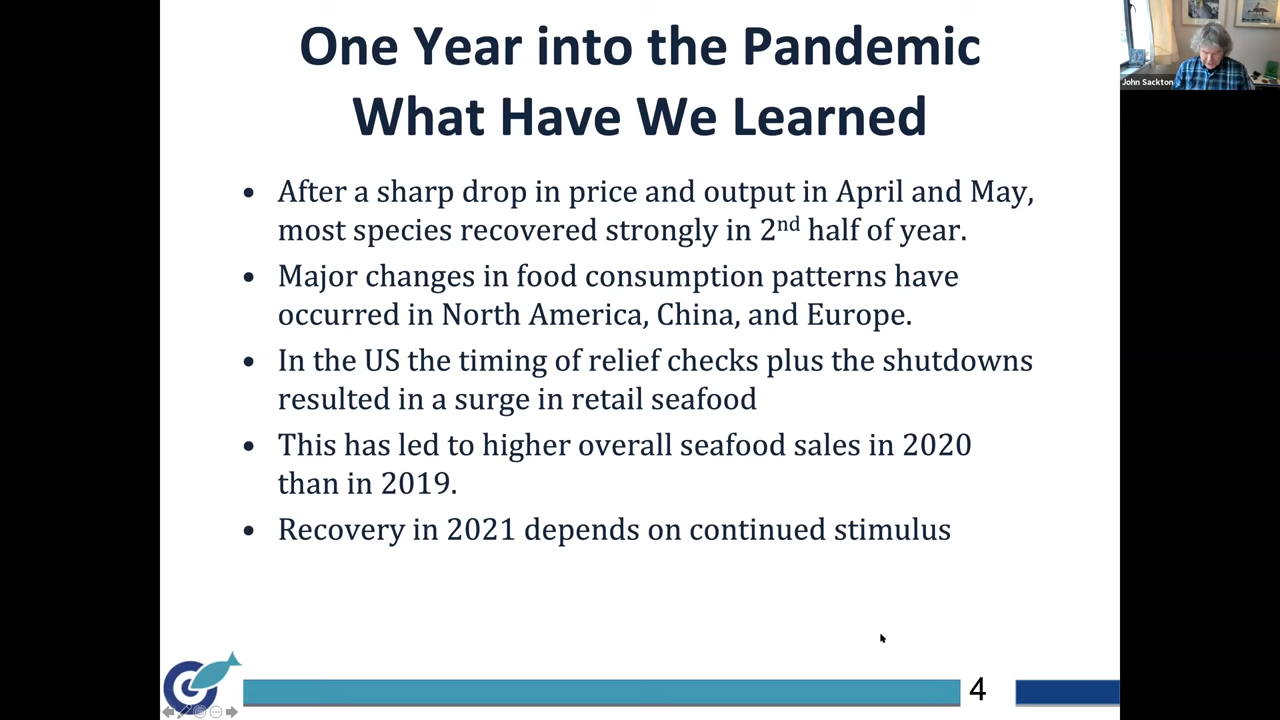 One Year into the Pandemic
What Have We Learned
John Sackton
• After a sharp drop in price and output in April and May,
most species recovered strongly in 2nd half of year.
• Major changes in food consumption patterns have
occurred in North America, China, and Europe.
• In the US the timing of relief checks plus the shutdowns
resulted in a surge in retail seafood
• This has led to higher overall seafood sales in 2020
than in 2019.
• Recovery in 2021 depends on continued stimulus
4